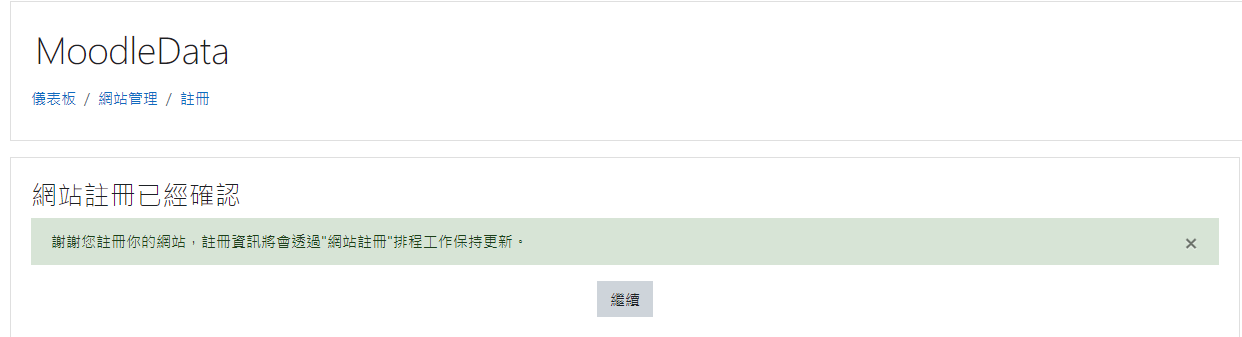 MoodleData
儀表板 / 網站管理 / 註冊
網站註冊已經確認
謝謝您註冊你的網站，註冊資訊將會透過"網站註冊"排程工作保持更新。 ×
繼續